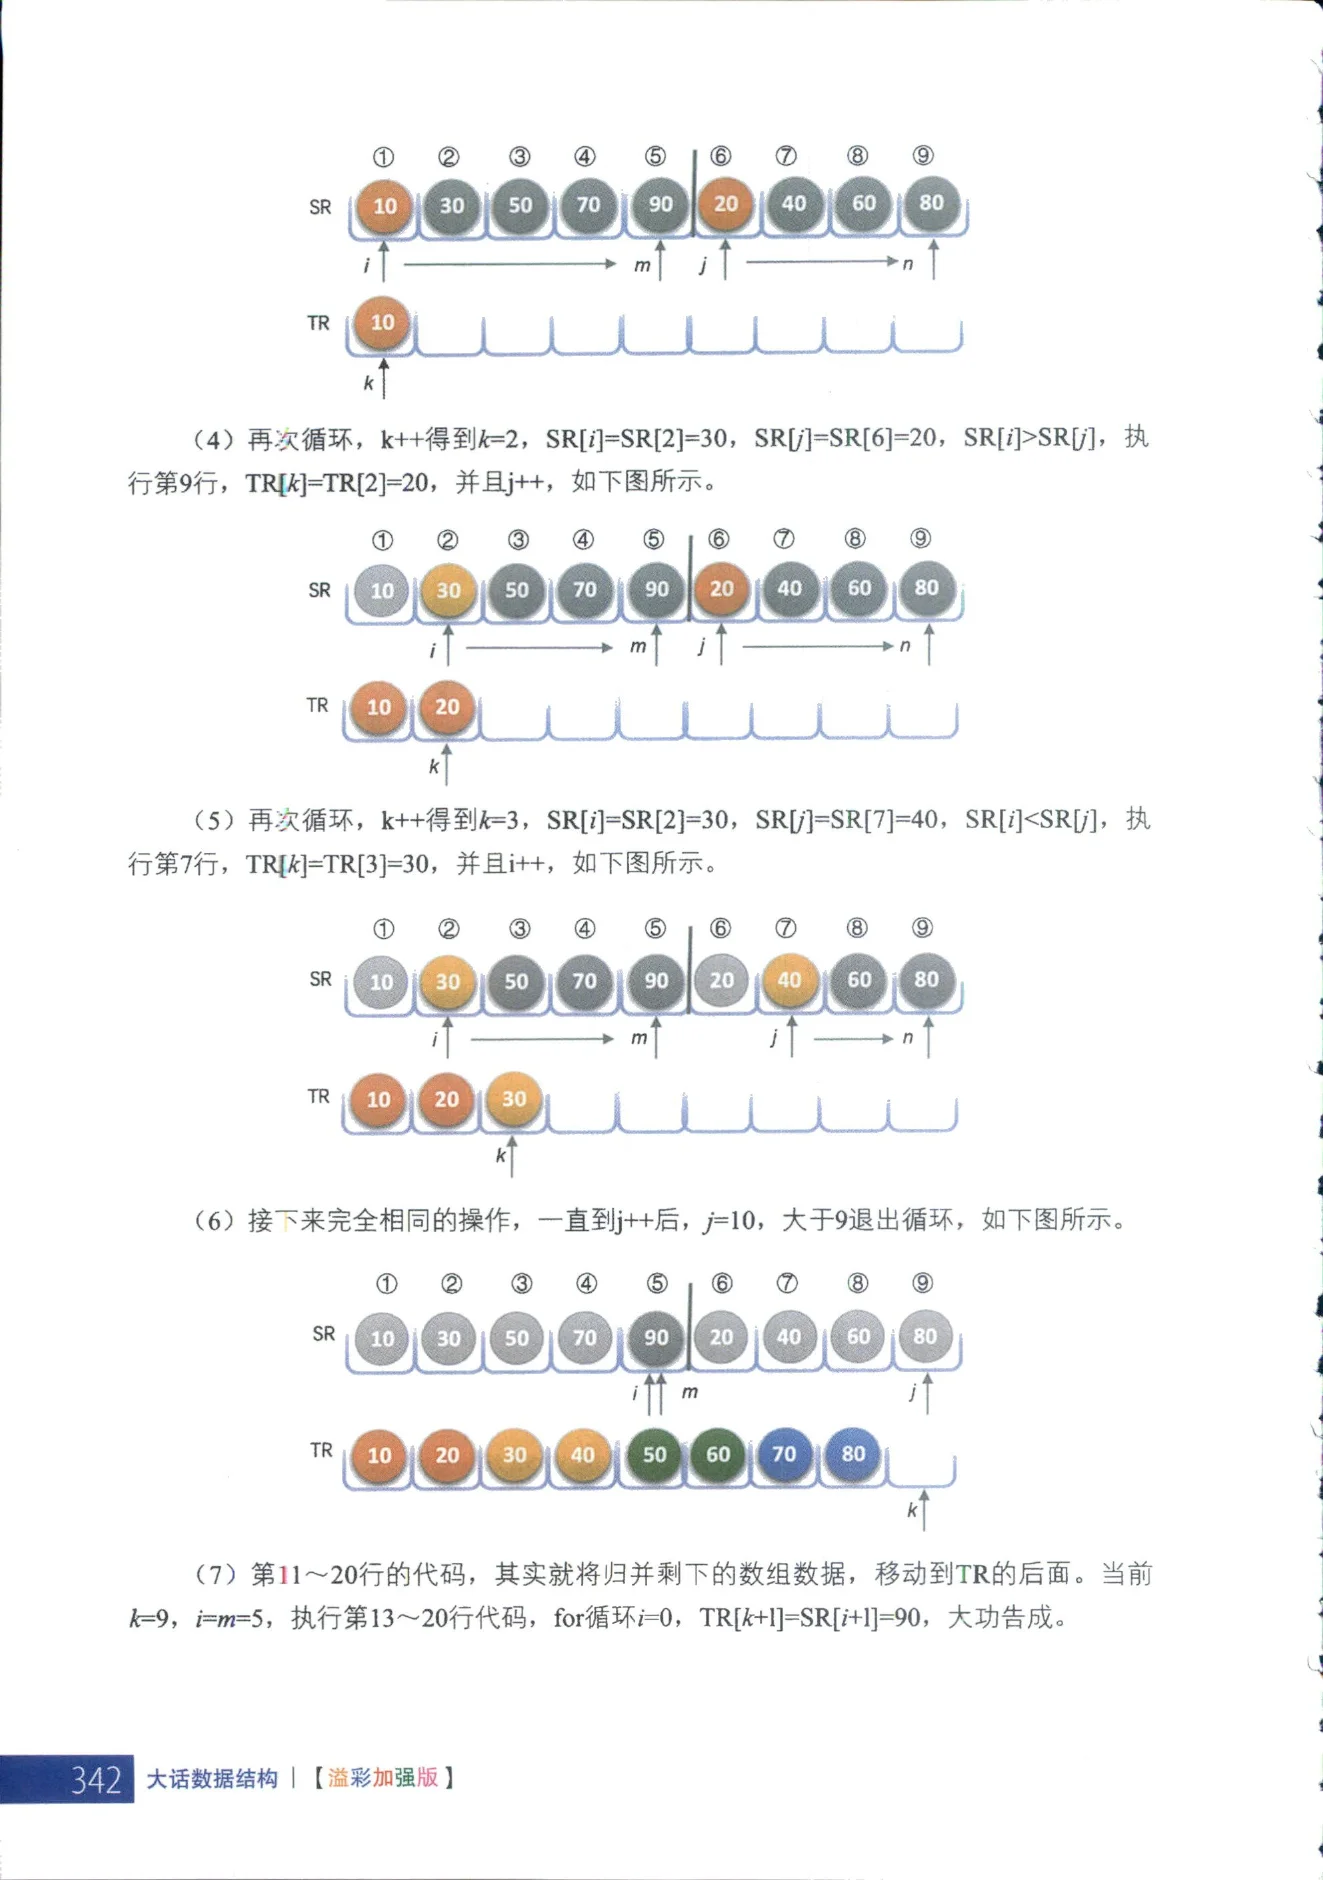 ① ② ③ ④ ⑤ ⑥ ⑦ ⑧ ⑨
SR 10 30 50 70 90 20 40 60 80
i m j n
TR 10
k
（4）再次循环，k++得到k=2，SR[i]=SR[2]=30，SR[j]=SR[6]=20，SR[i]>SR[j]，执
行第9行，TR[k]=TR[2]=20，并且j++，如下图所示。
① ② ③ ④ ⑤ ⑥ ⑦ ⑧ ⑨
SR 10 30 50 70 90 20 40 60 80
i m j n
TR 10 20
k
（5）再次循环，k++得到k=3，SR[i]=SR[2]=30，SR[j]=SR[7]=40，SR[i]<SR[j]，执
行第7行，TR[k]=TR[3]=30，并且i++，如下图所示。
① ② ③ ④ ⑤ ⑥ ⑦ ⑧ ⑨
SR 10 30 50 70 90 20 40 60 80
i m j n
TR 10 20 30
k
（6）接下来完全相同的操作，一直到j++后，j=10，大于9退出循环，如下图所示。
① ② ③ ④ ⑤ ⑥ ⑦ ⑧ ⑨
SR 10 30 50 70 90 20 40 60 80
i m j
TR 10 20 30 40 50 60 70 80
k
（7）第11～20行的代码，其实就将归并剩下的数组数据，移动到TR的后面。当前
k=9，i=m=5，执行第13～20行代码，for循环i=0，TR[k+l]=SR[i+l]=90，大功告成。
342 大话数据结构 | 【溢彩加强版】